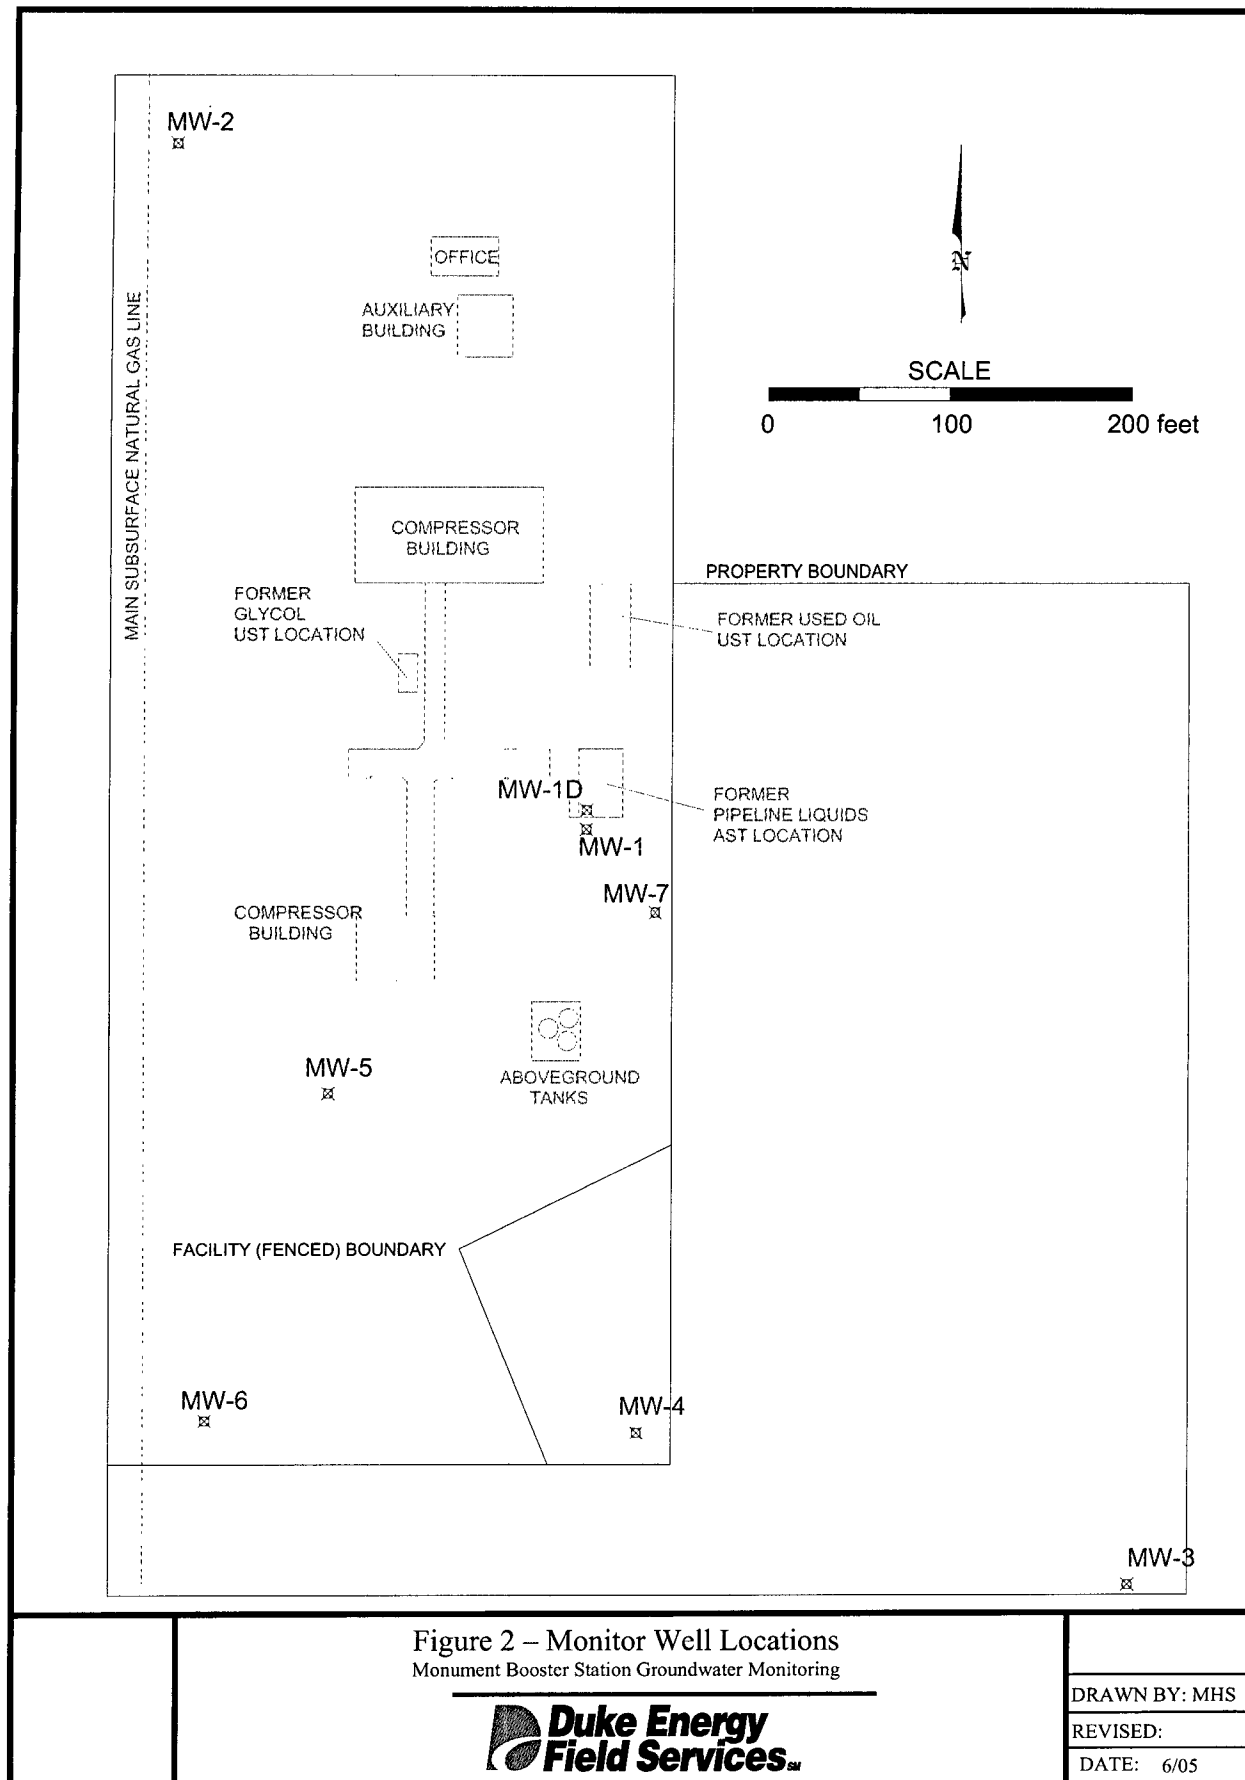 MW-2
OFFICE
AUXILIARY
BUILDING
MAIN SUBSURFACE NATURAL GAS LINE
N
SCALE
0 100 200 feet
COMPRESSOR
BUILDING
PROPERTY BOUNDARY
FORMER
GLYCOL
UST LOCATION
FORMER USED OIL
UST LOCATION
MW-1D
FORMER
PIPELINE LIQUIDS
AST LOCATION
MW-1
MW-7
COMPRESSOR
BUILDING
MW-5
ABOVEGROUND
TANKS
FACILITY (FENCED) BOUNDARY
MW-6
MW-4
MW-3
Figure 2 – Monitor Well Locations
Monument Booster Station Groundwater Monitoring
Duke Energy
Field Services SM
DRAWN BY: MHS
REVISED:
DATE: 6/05